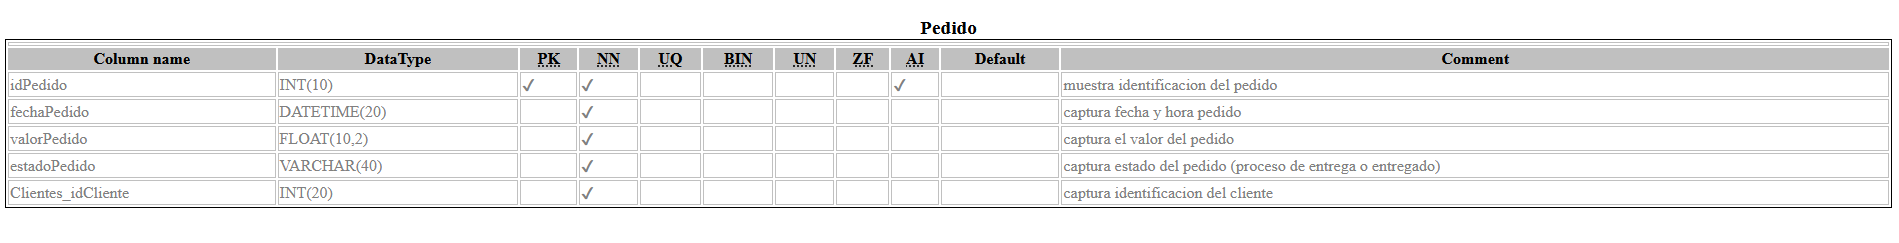 Pedido
Column name DataType PK NN UQ BIN UN ZF AI Default Comment
idPedido INT(10) ✓ ✓ ✓ muestra identificacion del pedido
fechaPedido DATETIME(20) ✓ captura fecha y hora pedido
valorPedido FLOAT(10,2) ✓ captura el valor del pedido
estadoPedido VARCHAR(40) ✓ captura estado del pedido (proceso de entrega o entregado)
Clientes_idCliente INT(20) ✓ captura identificacion del cliente